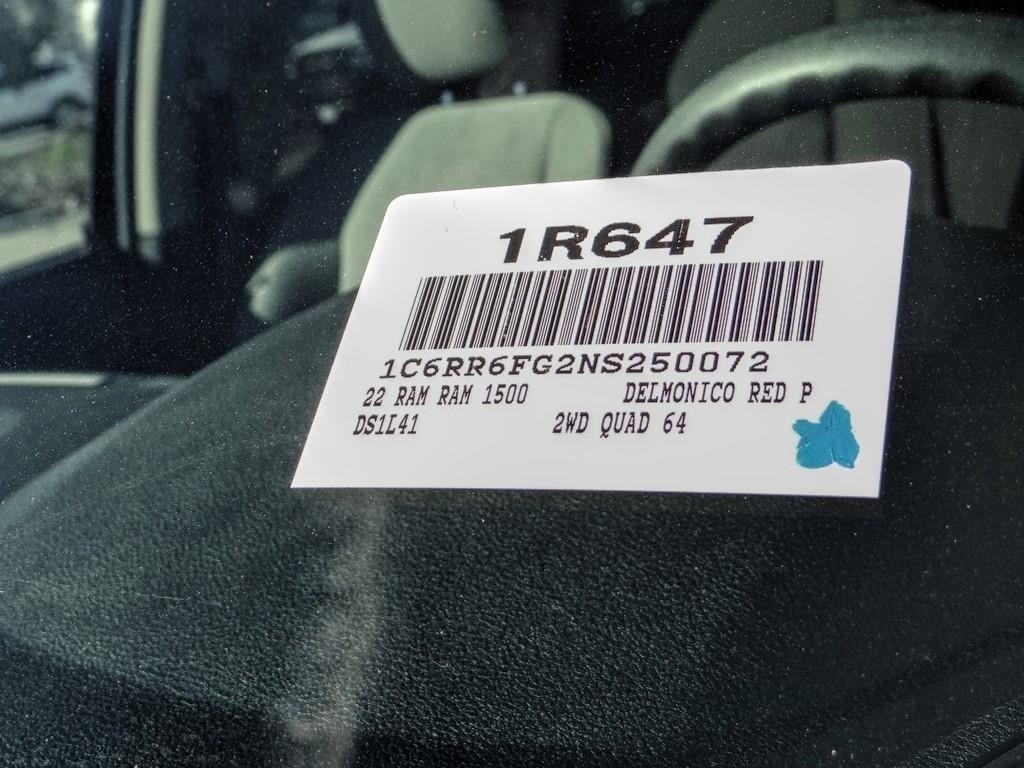 1R647
1C6RR6FG2NS250072
22 RAM RAM 1500 DELMONICO RED P
DS1L41 2WD QUAD 64